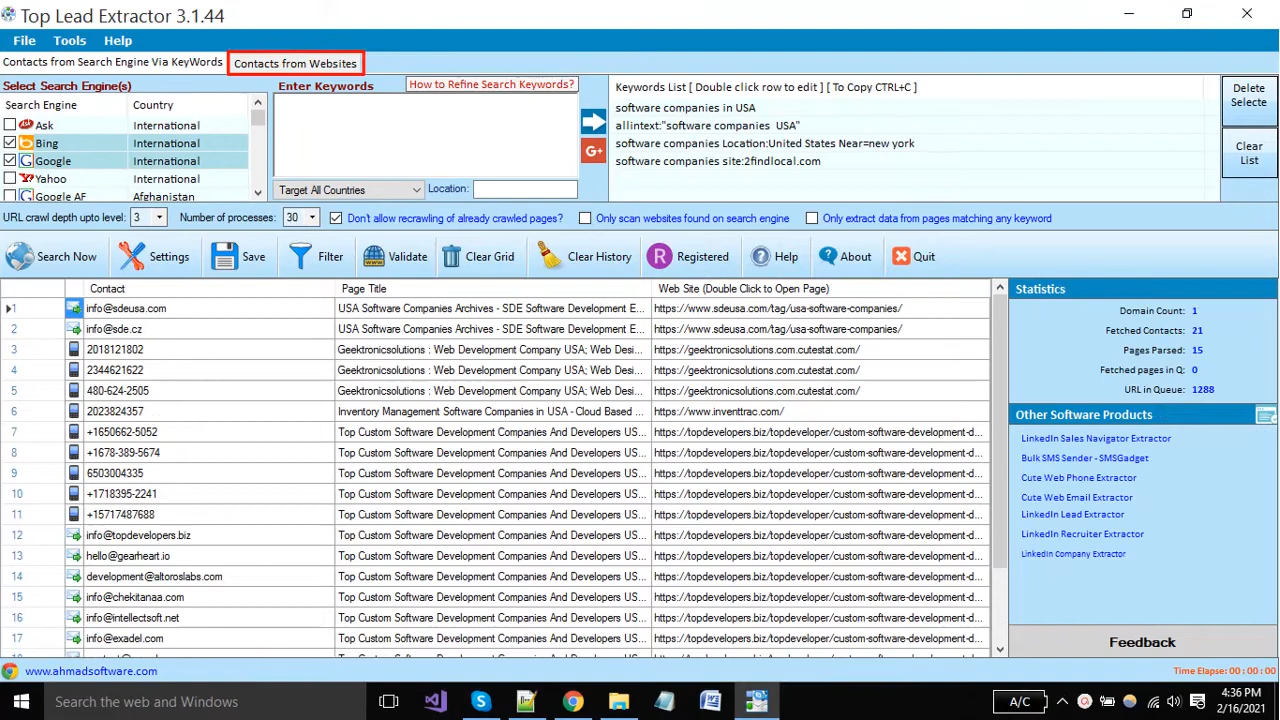 Top Lead Extractor 3.1.44
File Tools Help
Contacts from Search Engine Via KeyWords Contacts from Websites
Select Search Engine(s)
Search Engine Country
Ask International
Bing International
Google International
Yahoo International
Google AF Afghanistan
Enter Keywords How to Refine Search Keywords?
Target All Countries Location:
G+
Keywords List [ Double click row to edit ] [ To Copy CTRL+C ]
software companies in USA
allintext:"software companies USA"
software companies Location:United States Near=new york
software companies site:2findlocal.com
Delete
Selecte
Clear
List
URL crawl depth upto level: 3 Number of processes: 30 Don't allow recrawling of already crawled pages? Only scan websites found on search engine Only extract data from pages matching any keyword
Search Now Settings Save Filter Validate Clear Grid Clear History R Registered Help About Quit
Contact Page Title Web Site (Double Click to Open Page)
1 info@sdeusa.com USA Software Companies Archives - SDE Software Development E... https://www.sdeusa.com/tag/usa-software-companies/
2 info@sde.cz USA Software Companies Archives - SDE Software Development E... https://www.sdeusa.com/tag/usa-software-companies/
3 2018121802 Geektronicsolutions : Web Development Company USA; Web Desi... https://geektronicsolutions.com.cutestat.com/
4 2344621622 Geektronicsolutions : Web Development Company USA; Web Desi... https://geektronicsolutions.com.cutestat.com/
5 480-624-2505 Geektronicsolutions : Web Development Company USA; Web Desi... https://geektronicsolutions.com.cutestat.com/
6 2023824357 Inventory Management Software Companies in USA - Cloud Based ... https://www.inventtrac.com/
7 +1650662-5052 Top Custom Software Development Companies And Developers US... https://topdevelopers.biz/topdeveloper/custom-software-development-d...
8 +1678-389-5674 Top Custom Software Development Companies And Developers US... https://topdevelopers.biz/topdeveloper/custom-software-development-d...
9 6503004335 Top Custom Software Development Companies And Developers US... https://topdevelopers.biz/topdeveloper/custom-software-development-d...
10 +1718395-2241 Top Custom Software Development Companies And Developers US... https://topdevelopers.biz/topdeveloper/custom-software-development-d...
11 +15717487688 Top Custom Software Development Companies And Developers US... https://topdevelopers.biz/topdeveloper/custom-software-development-d...
12 info@topdevelopers.biz Top Custom Software Development Companies And Developers US... https://topdevelopers.biz/topdeveloper/custom-software-development-d...
13 hello@gearheart.io Top Custom Software Development Companies And Developers US... https://topdevelopers.biz/topdeveloper/custom-software-development-d...
14 development@altoroslabs.com Top Custom Software Development Companies And Developers US... https://topdevelopers.biz/topdeveloper/custom-software-development-d...
15 info@chekitanaa.com Top Custom Software Development Companies And Developers US... https://topdevelopers.biz/topdeveloper/custom-software-development-d...
16 info@intellectsoft.net Top Custom Software Development Companies And Developers US... https://topdevelopers.biz/topdeveloper/custom-software-development-d...
17 info@exadel.com Top Custom Software Development Companies And Developers US... https://topdevelopers.biz/topdeveloper/custom-software-development-d...
Statistics
Domain Count: 1
Fetched Contacts: 21
Pages Parsed: 15
Fetched pages in Q: 0
URL in Queue: 1288
Other Software Products
LinkedIn Sales Navigator Extractor
Bulk SMS Sender - SMSGadget
Cute Web Phone Extractor
Cute Web Email Extractor
LinkedIn Lead Extractor
LinkedIn Recruiter Extractor
LinkedIn Company Extractor
Feedback
www.ahmadsoftware.com Time Elapse: 00 : 00 : 00
Search the web and Windows
A/C
4:36 PM
2/16/2021